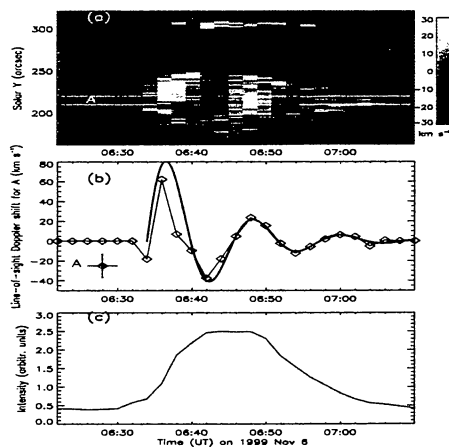 (a)
300
250
200
Solar Y (arcsec)
A
30
20
10
0
-10
-20
-30
km s⁻¹
06:30 06:40 06:50 07:00
(b)
80
60
40
20
0
-20
-40
Line-of-sight Doppler shift for A (km s⁻¹)
A
06:30 06:40 06:50 07:00
(c)
3.0
2.5
2.0
1.5
1.0
0.5
0.0
Intensity (arbitr. units)
06:30 06:40 06:50 07:00
Time (UT) on 1999 Nov 6